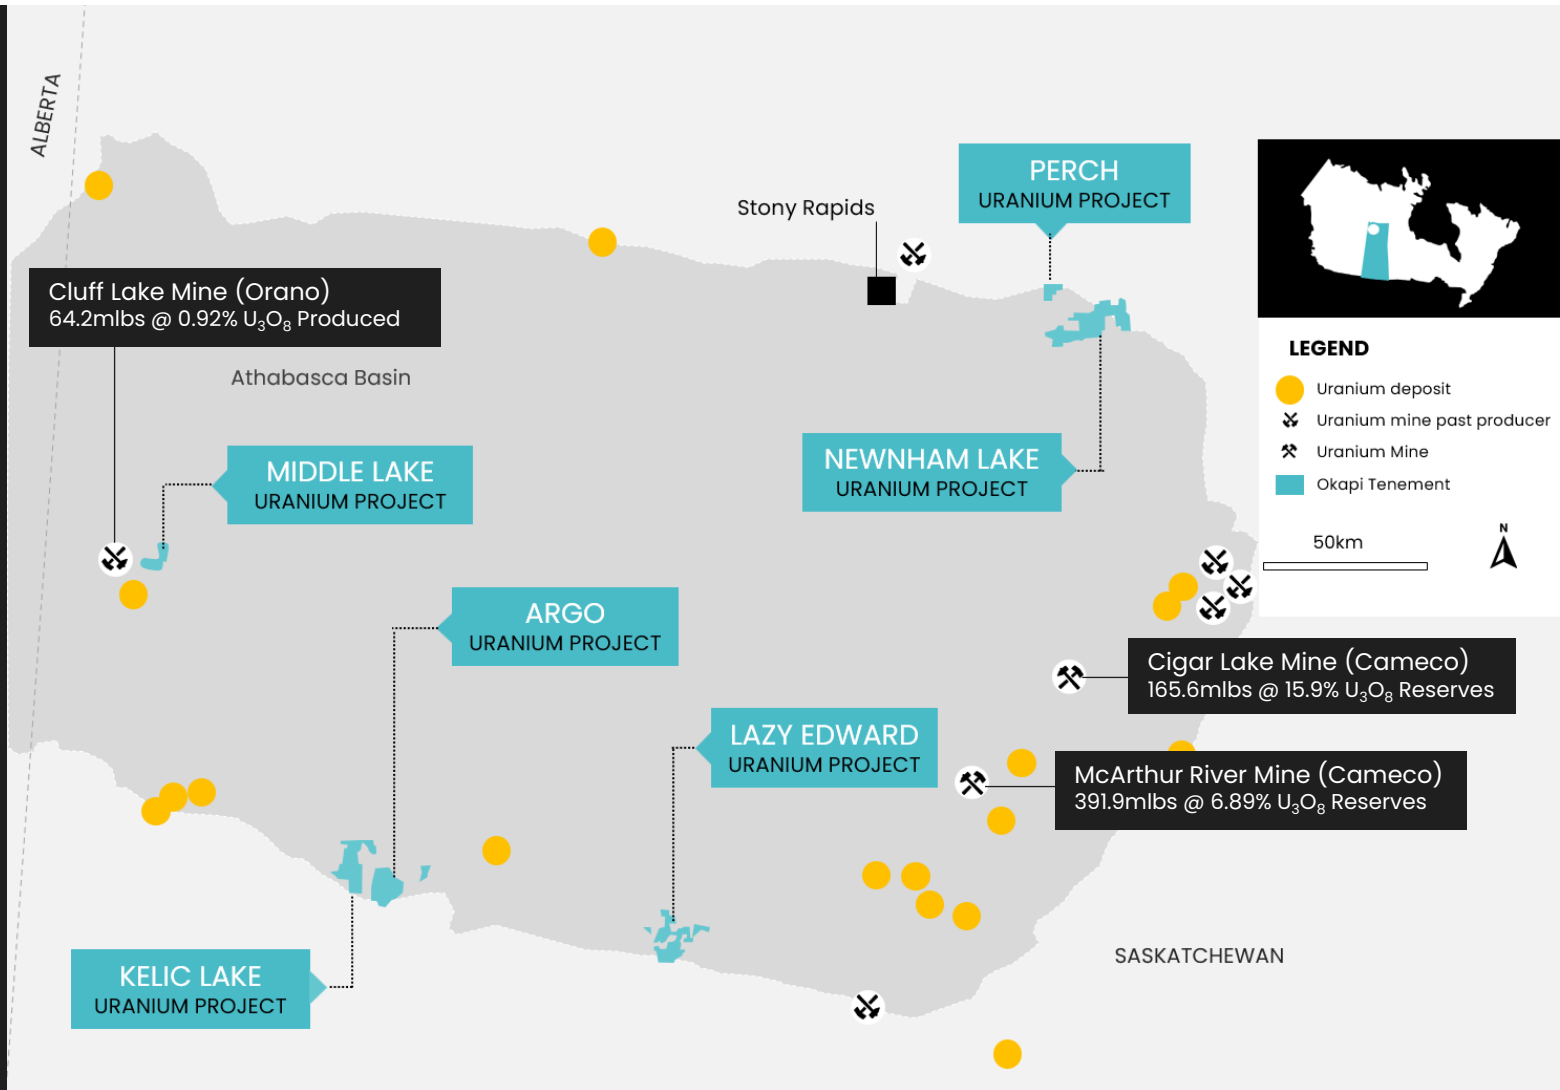 ALBERTA
PERCH
URANIUM PROJECT
Stony Rapids
Cluff Lake Mine (Orano)
64.2mlbs @ 0.92% U₃O₈ Produced
Athabasca Basin
LEGEND
Uranium deposit
Uranium mine past producer
Uranium Mine
Okapi Tenement
50km
N
MIDDLE LAKE
URANIUM PROJECT
NEWNHAM LAKE
URANIUM PROJECT
ARGO
URANIUM PROJECT
Cigar Lake Mine (Cameco)
165.6mlbs @ 15.9% U₃O₈ Reserves
LAZY EDWARD
URANIUM PROJECT
McArthur River Mine (Cameco)
391.9mlbs @ 6.89% U₃O₈ Reserves
SASKATCHEWAN
KELIC LAKE
URANIUM PROJECT